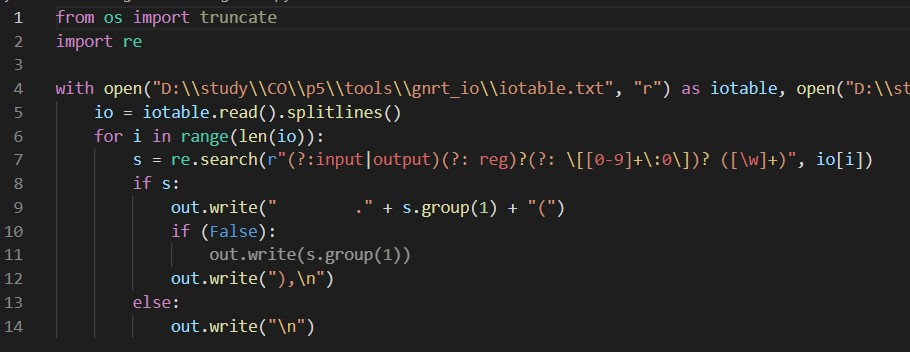 1 from os import truncate
2 import re
3
4 with open("D:\\study\\CO\\p5\\tools\\gnrt_io\\iotable.txt", "r") as iotable, open("D:\\st
5     io = iotable.read().splitlines()
6     for i in range(len(io)):
7         s = re.search(r"(?:input|output)(?: reg)?(?: \[[0-9]+\:0\])? ([\w]+)", io[i])
8         if s:
9             out.write("        ." + s.group(1) + "(")
10             if (False):
11                 out.write(s.group(1))
12             out.write("),\n")
13         else:
14             out.write("\n")